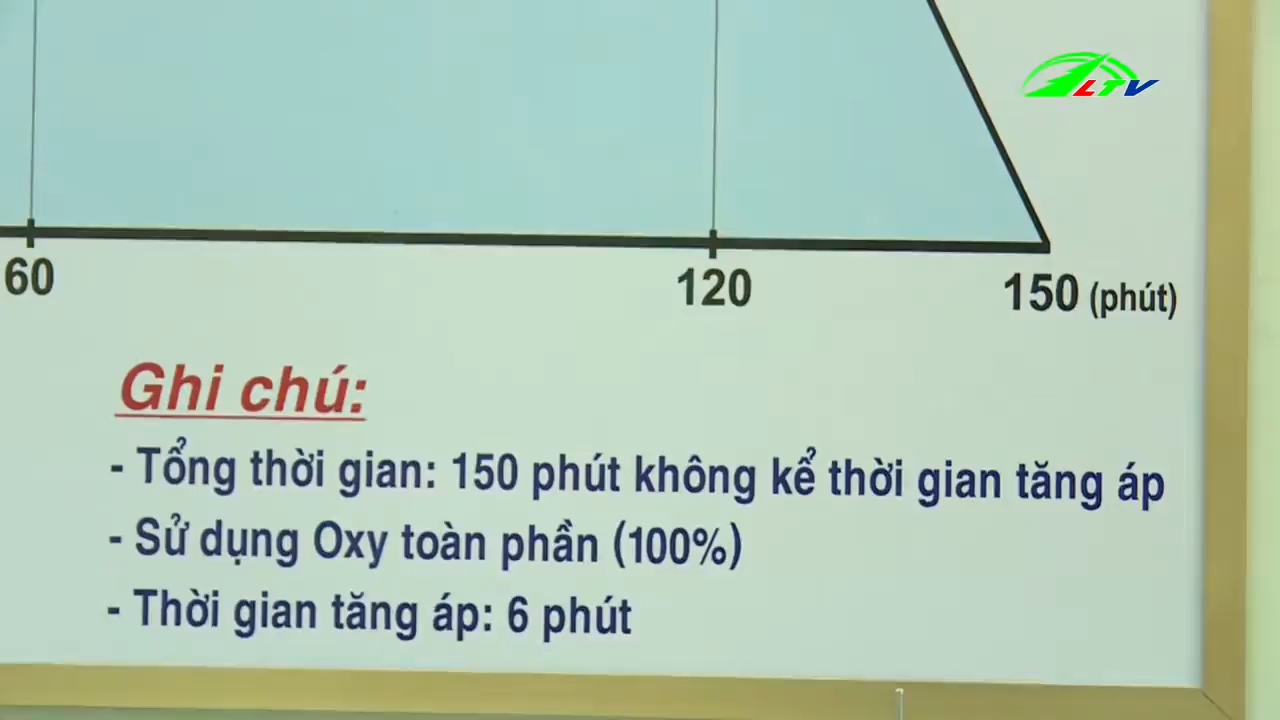 LTV
60
120
150 (phút)
Ghi chú:
- Tổng thời gian: 150 phút không kể thời gian tăng áp
- Sử dụng Oxy toàn phần (100%)
- Thời gian tăng áp: 6 phút